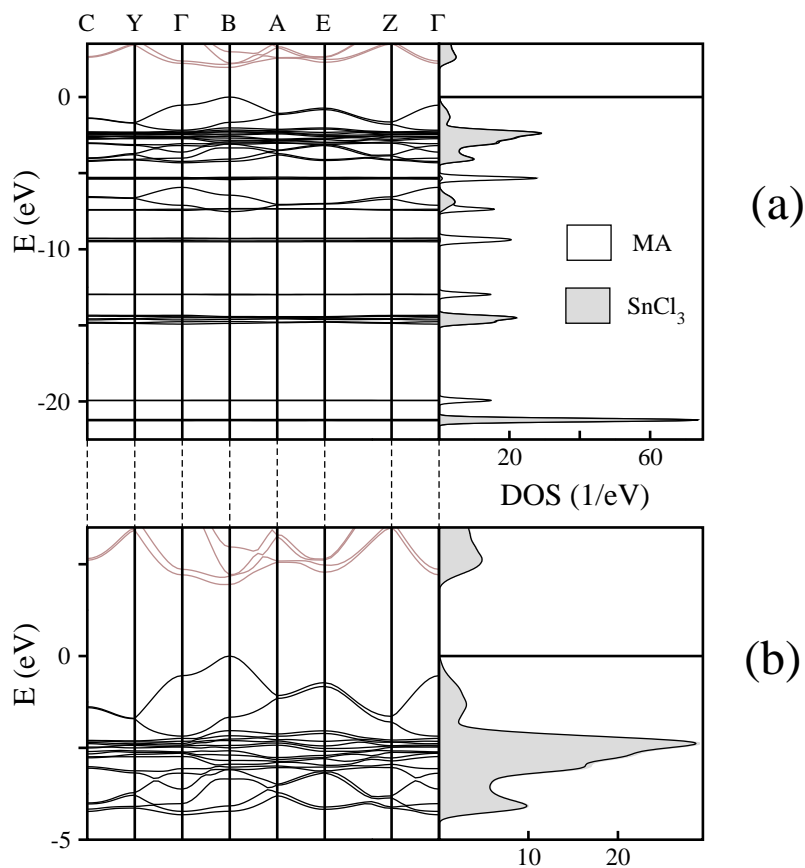 C Y Γ B A E Z Γ
0
-10
-20
E (eV)
(a)
MA
SnCl₃
20 60
DOS (1/eV)
0
-5
E (eV)
(b)
10 20